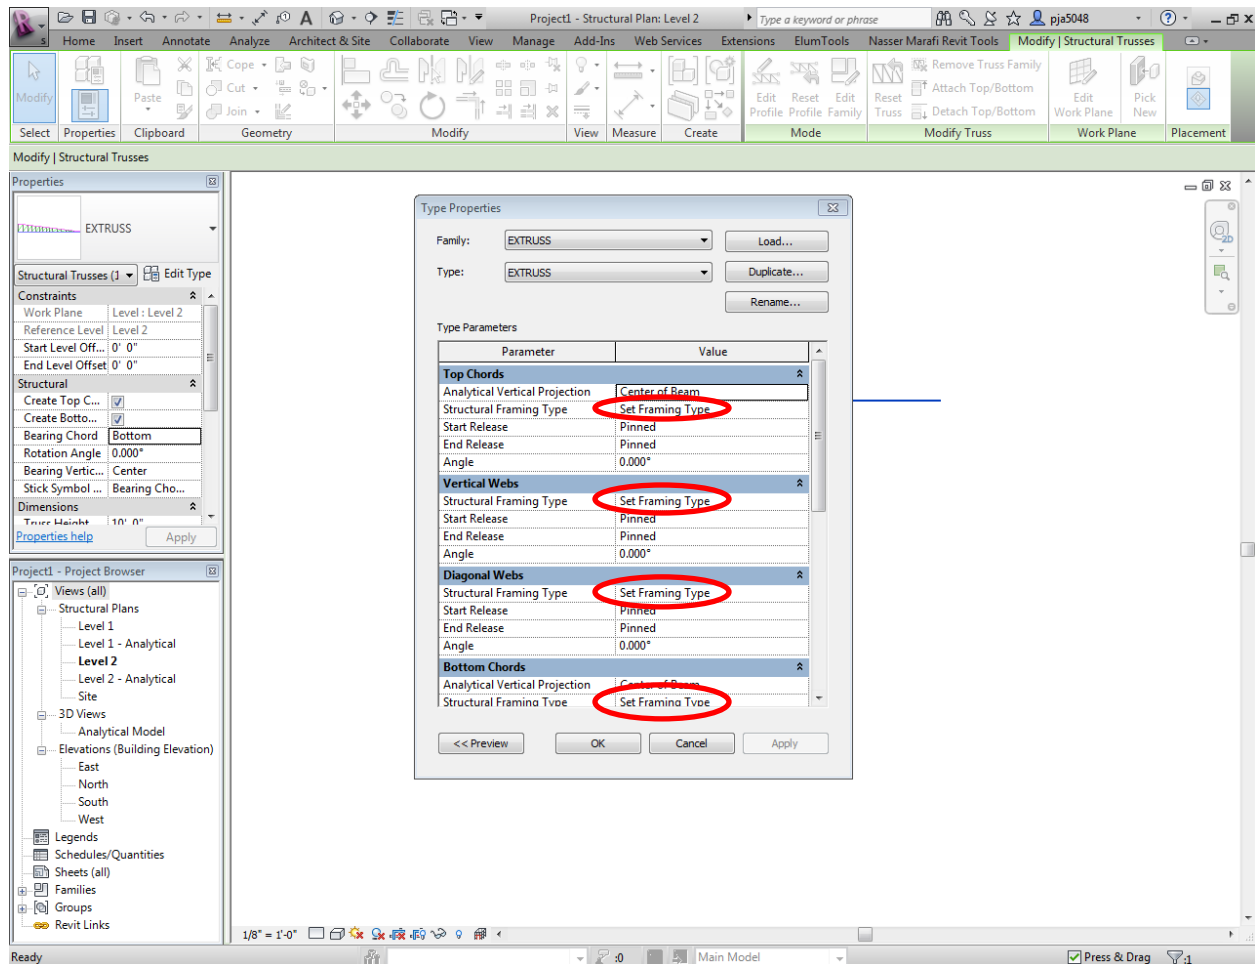 Project1 - Structural Plan: Level 2
Type a keyword or phrase
pja5048
Home Insert Annotate Analyze Architect & Site Collaborate View Manage Add-Ins Web Services Extensions ElumTools Nasser Marafi Revit Tools Modify | Structural Trusses
Modify
Paste
Cope
Cut
Join
Edit Profile
Reset Profile
Edit Family
Reset Truss
Remove Truss Family
Attach Top/Bottom
Detach Top/Bottom
Edit Work Plane
Pick New
Select Properties Clipboard Geometry Modify View Measure Create Mode Modify Truss Work Plane Placement
Modify | Structural Trusses
Properties
EXTRUSS
Structural Trusses (1 Edit Type
Constraints
Work Plane Level : Level 2
Reference Level Level 2
Start Level Off... 0' 0"
End Level Offset 0' 0"
Structural
Create Top C...
Create Botto...
Bearing Chord Bottom
Rotation Angle 0.000°
Bearing Vertic... Center
Stick Symbol ... Bearing Cho...
Dimensions
Truss Height 10' 0"
Properties help Apply
Project1 - Project Browser
Views (all)
Structural Plans
Level 1
Level 1 - Analytical
Level 2
Level 2 - Analytical
Site
3D Views
Analytical Model
Elevations (Building Elevation)
East
North
South
West
Legends
Schedules/Quantities
Sheets (all)
Families
Groups
Revit Links
Type Properties
Family: EXTRUSS Load...
Type: EXTRUSS Duplicate...
Rename...
Type Parameters
Parameter Value
Top Chords
Analytical Vertical Projection Center of Beam
Structural Framing Type Set Framing Type
Start Release Pinned
End Release Pinned
Angle 0.000°
Vertical Webs
Structural Framing Type Set Framing Type
Start Release Pinned
End Release Pinned
Angle 0.000°
Diagonal Webs
Structural Framing Type Set Framing Type
Start Release Pinned
End Release Pinned
Angle 0.000°
Bottom Chords
Analytical Vertical Projection Center of Beam
Structural Framing Type Set Framing Type
<< Preview OK Cancel Apply
2D
1/8" = 1'-0"
Ready
:0
Main Model
Press & Drag
:1